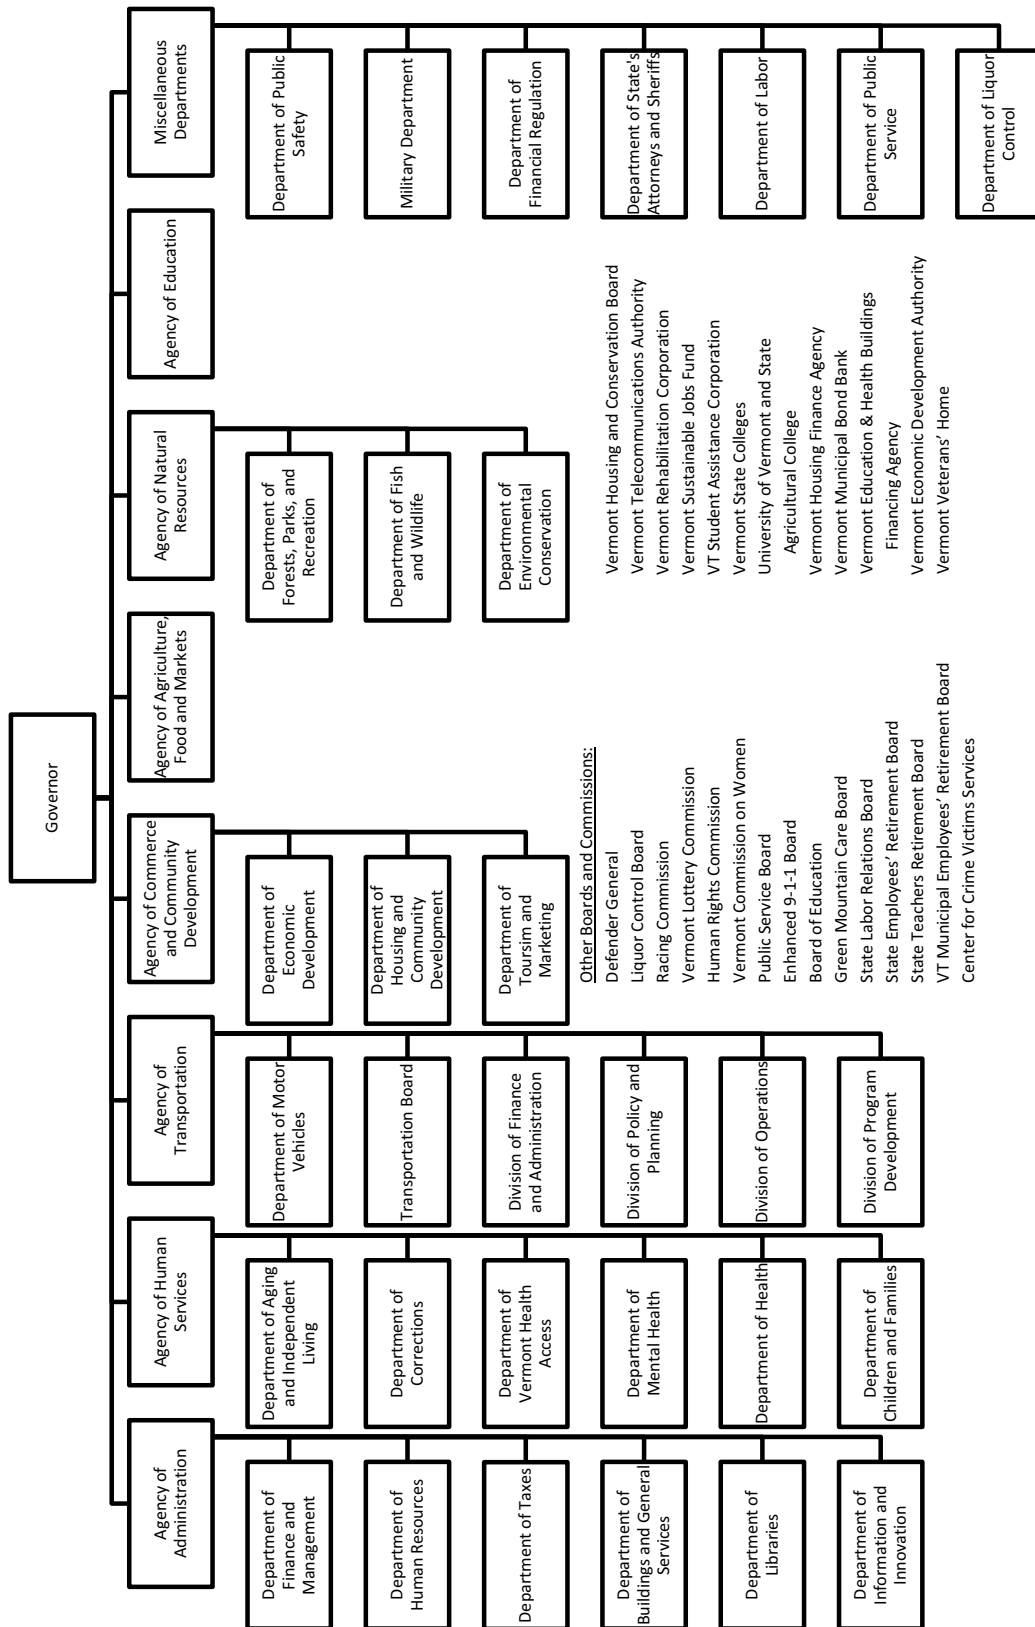 Governor
Agency of
Administration
Agency of Human
Services
Agency of
Transportation
Agency of Commerce
and Community
Development
Agency of Agriculture,
Food and Markets
Agency of Natural
Resources
Agency of Education
Miscellaneous
Departments
Department of
Finance and
Management
Department of
Human Resources
Department of Taxes
Department of
Buildings and General
Services
Department of
Libraries
Department of
Information and
Innovation
Department of Aging
and Independent
Living
Department of
Corrections
Department of
Vermont Health
Access
Department of
Mental Health
Department of Health
Department of
Children and Families
Department of Motor
Vehicles
Transportation Board
Division of Finance
and Administration
Division of Policy and
Planning
Division of Operations
Division of Program
Development
Department of
Economic
Development
Department of
Housing and
Community
Development
Department of
Toursim and
Marketing
Department of
Forests, Parks, and
Recreation
Department of Fish
and Wildlife
Department of
Environmental
Conservation
Department of Public
Safety
Military Department
Department of
Financial Regulation
Department of State's
Attorneys and Sheriffs
Department of Labor
Department of Public
Service
Department of Liquor
Control
Other Boards and Commissions:
Defender General
Liquor Control Board
Racing Commission
Vermont Lottery Commission
Human Rights Commission
Vermont Commission on Women
Public Service Board
Enhanced 9-1-1 Board
Board of Education
Green Mountain Care Board
State Labor Relations Board
State Employees' Retirement Board
State Teachers Retirement Board
VT Municipal Employees' Retirement Board
Center for Crime Victims Services
Vermont Housing and Conservation Board
Vermont Telecommunications Authority
Vermont Rehabilitation Corporation
Vermont Sustainable Jobs Fund
VT Student Assistance Corporation
Vermont State Colleges
University of Vermont and State
Agricultural College
Vermont Housing Finance Agency
Vermont Municipal Bond Bank
Vermont Education & Health Buildings
Financing Agency
Vermont Economic Development Authority
Vermont Veterans' Home